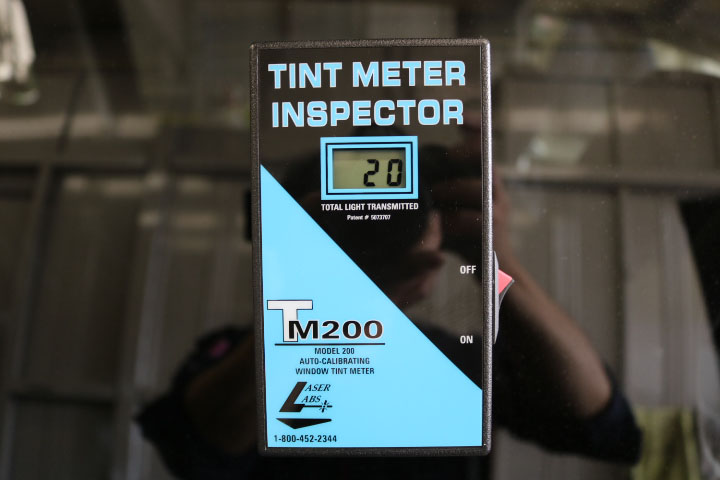 TINT METER
INSPECTOR
20
TOTAL LIGHT TRANSMITTED
Patent # 5073707
OFF
ON
TM200
MODEL 200
AUTO-CALIBRATING
WINDOW TINT METER
LASER
LABS
1-800-452-2344